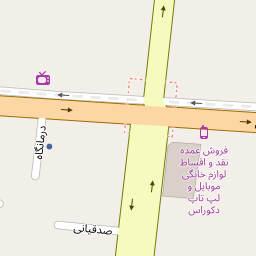 فروش عمده
نقد و اقساط
لوازم خانگی
موبایل و
لپ تاپ
دکوراس
درمانگاه
صدقیانی